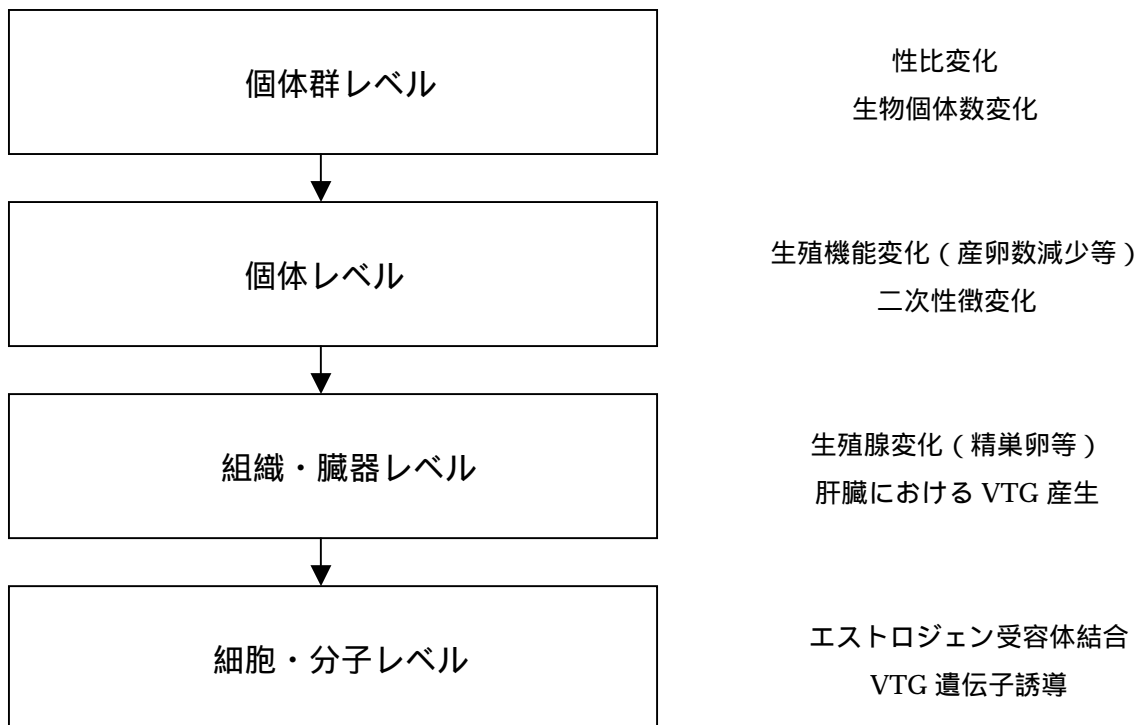 個体群レベル
性比変化
生物個体数変化
個体レベル
生殖機能変化（産卵数減少等）
二次性徴変化
組織・臓器レベル
生殖腺変化（精巣卵等）
肝臓における VTG 産生
細胞・分子レベル
エストロジェン受容体結合
VTG 遺伝子誘導